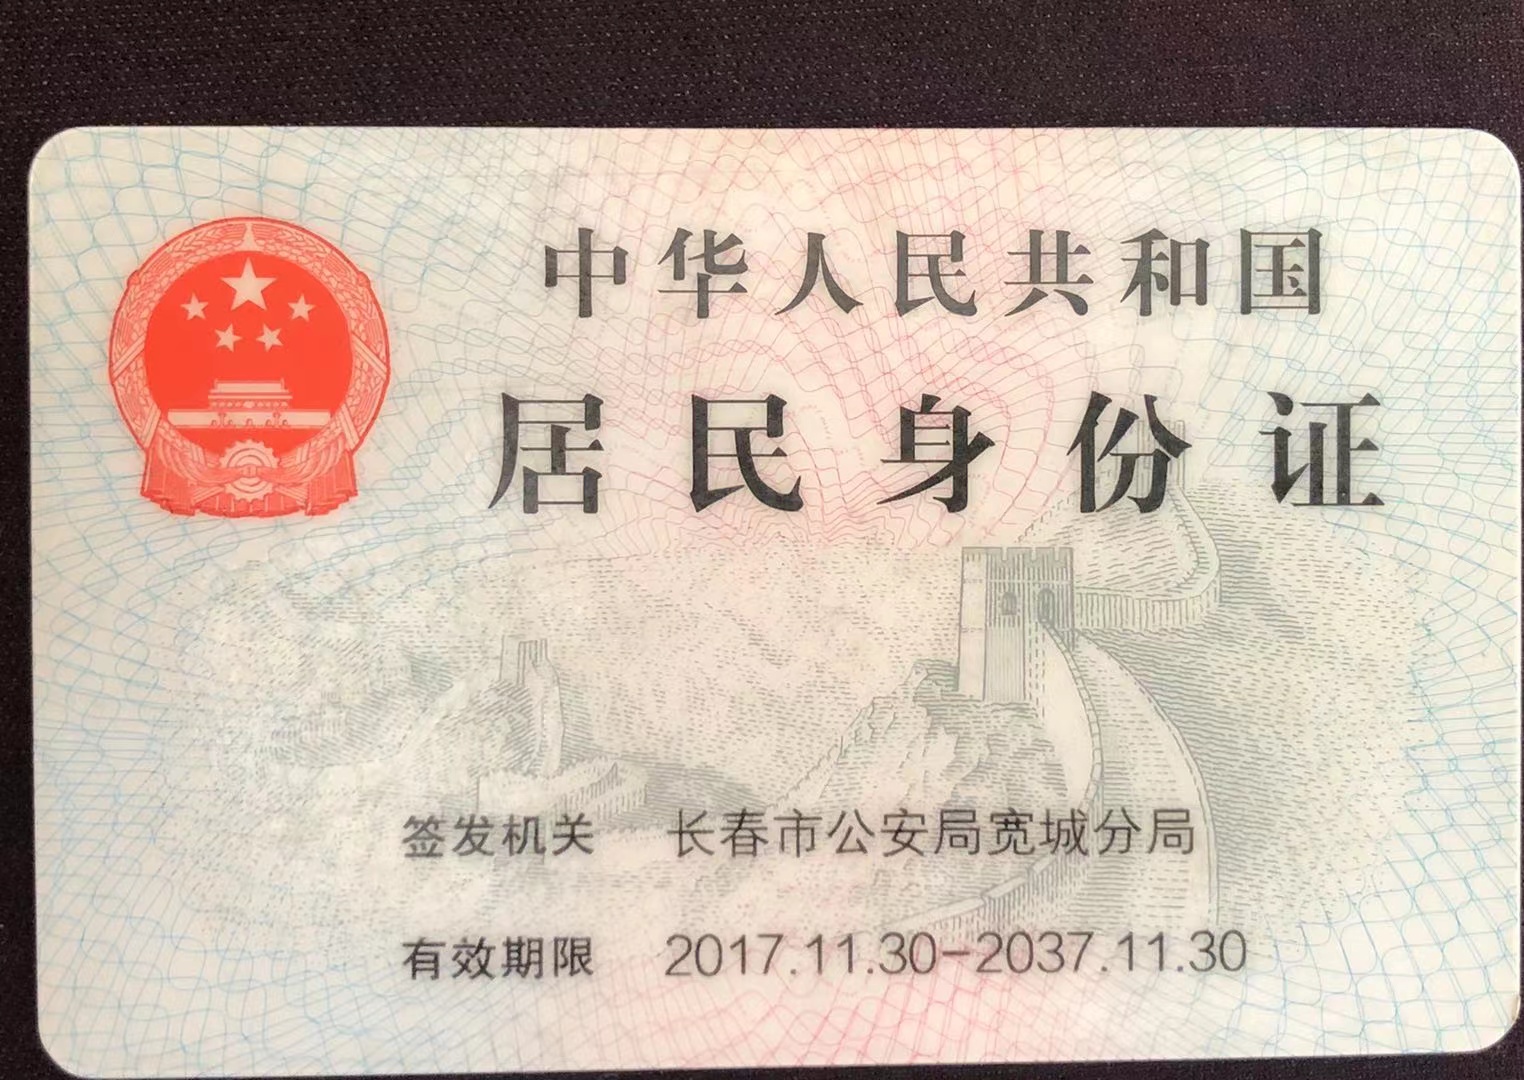 中华人民共和国
居民身份证
签发机关 长春市公安局宽城分局
有效期限 2017.11.30-2037.11.30